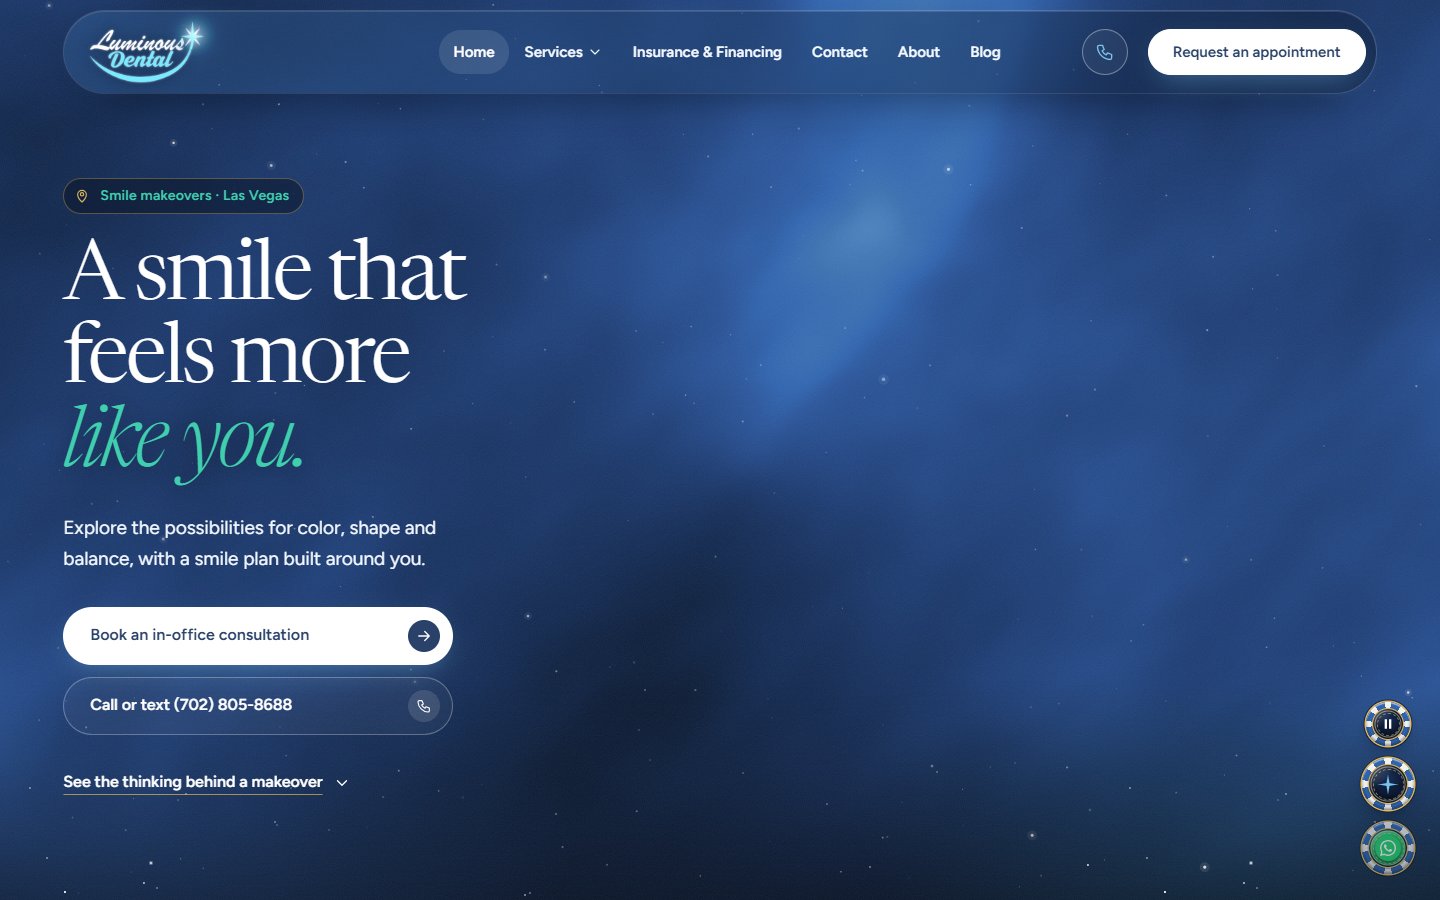 Luminous
Dental
Home
Services
Insurance & Financing
Contact
About
Blog
Request an appointment
Smile makeovers · Las Vegas
A smile that
feels more
like you.
Explore the possibilities for color, shape and
balance, with a smile plan built around you.
Book an in-office consultation
Call or text (702) 805-8688
See the thinking behind a makeover